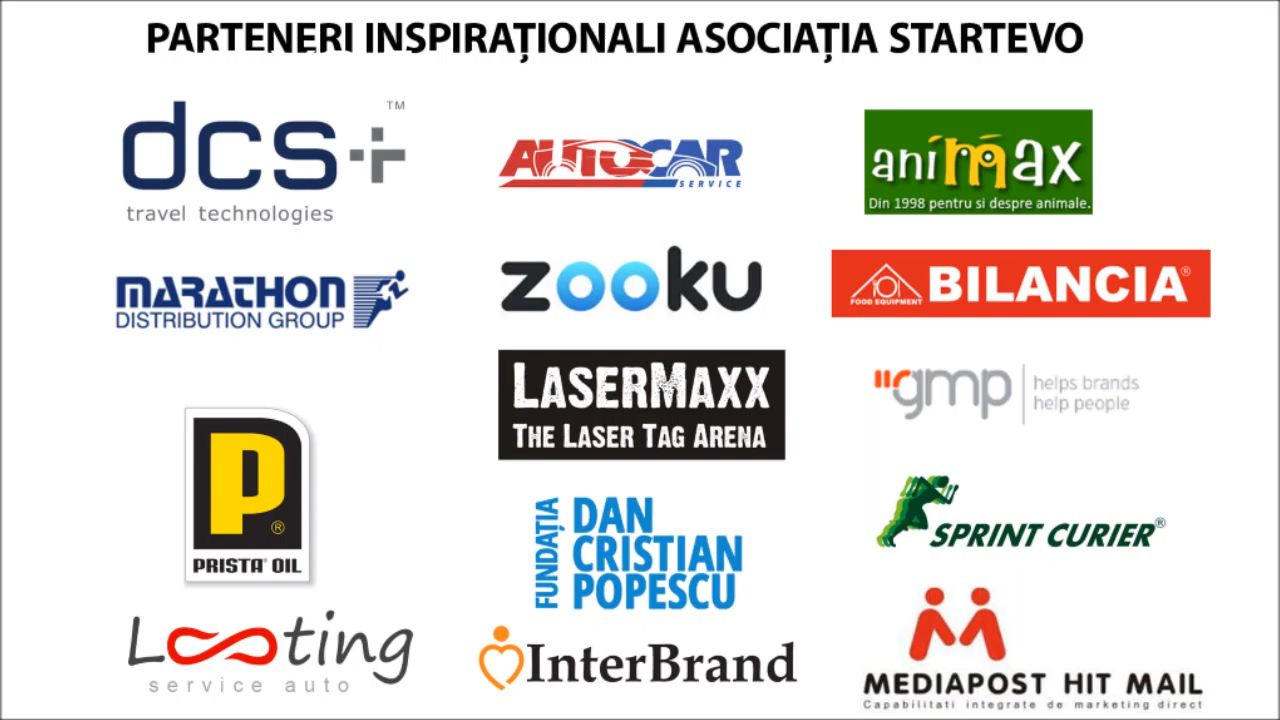 PARTENERI INSPIRAȚIONALI ASOCIAȚIA STARTEVO
dcs+ ™
travel technologies
AUTOCAR
SERVICE
animax
Din 1998 pentru si despre animale.
MARATHON
DISTRIBUTION GROUP
zooku
FOOD EQUIPMENT
BILANCIA®
LASERMAXX
THE LASER TAG ARENA
gmp
helps brands
help people
P®
PRISTA® OIL
FUNDAȚIA
DAN
CRISTIAN
POPESCU
SPRINT CURIER®
Looting
service auto
InterBrand
MEDIAPOST HIT MAIL
Capabilitati integrate de marketing direct